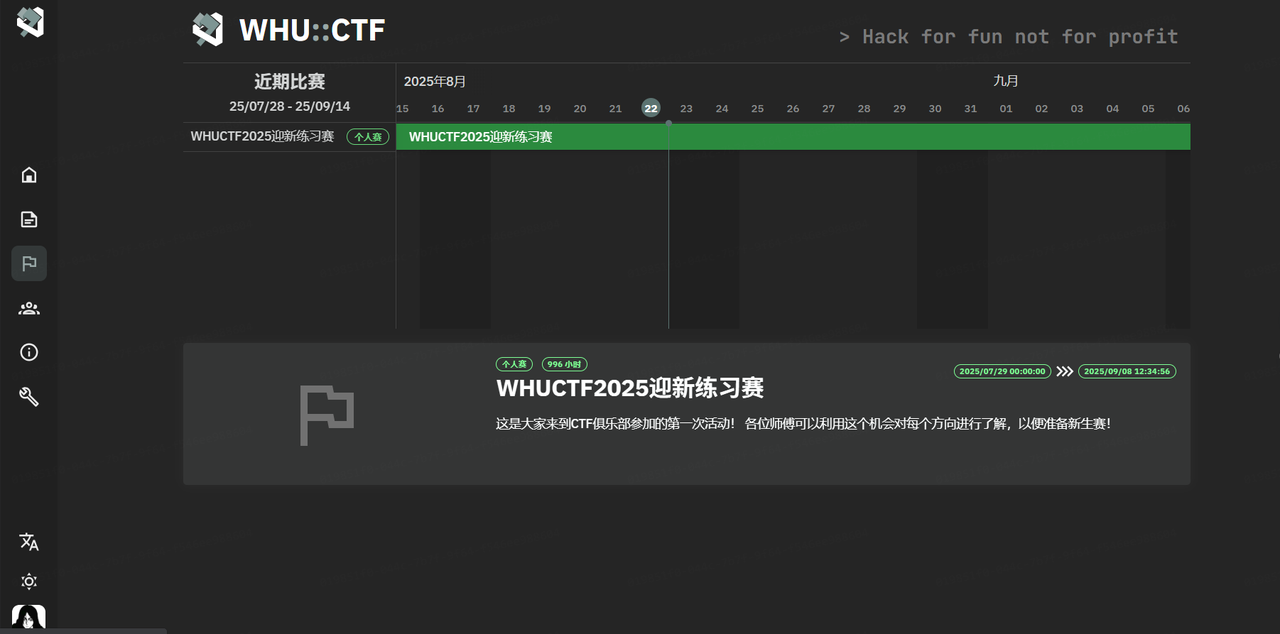 WHU::CTF
> Hack for fun not for profit
近期比赛
25/07/28 - 25/09/14
2025年8月 九月
15 16 17 18 19 20 21 22 23 24 25 26 27 28 29 30 31 01 02 03 04 05 06
WHUCTF2025迎新练习赛 个人赛 WHUCTF2025迎新练习赛
个人赛 996 小时
2025/07/29 00:00:00 2025/09/08 12:34:56
WHUCTF2025迎新练习赛
这是大家来到CTF俱乐部参加的第一次活动! 各位师傅可以利用这个机会对每个方向进行了解，以便准备新生赛!